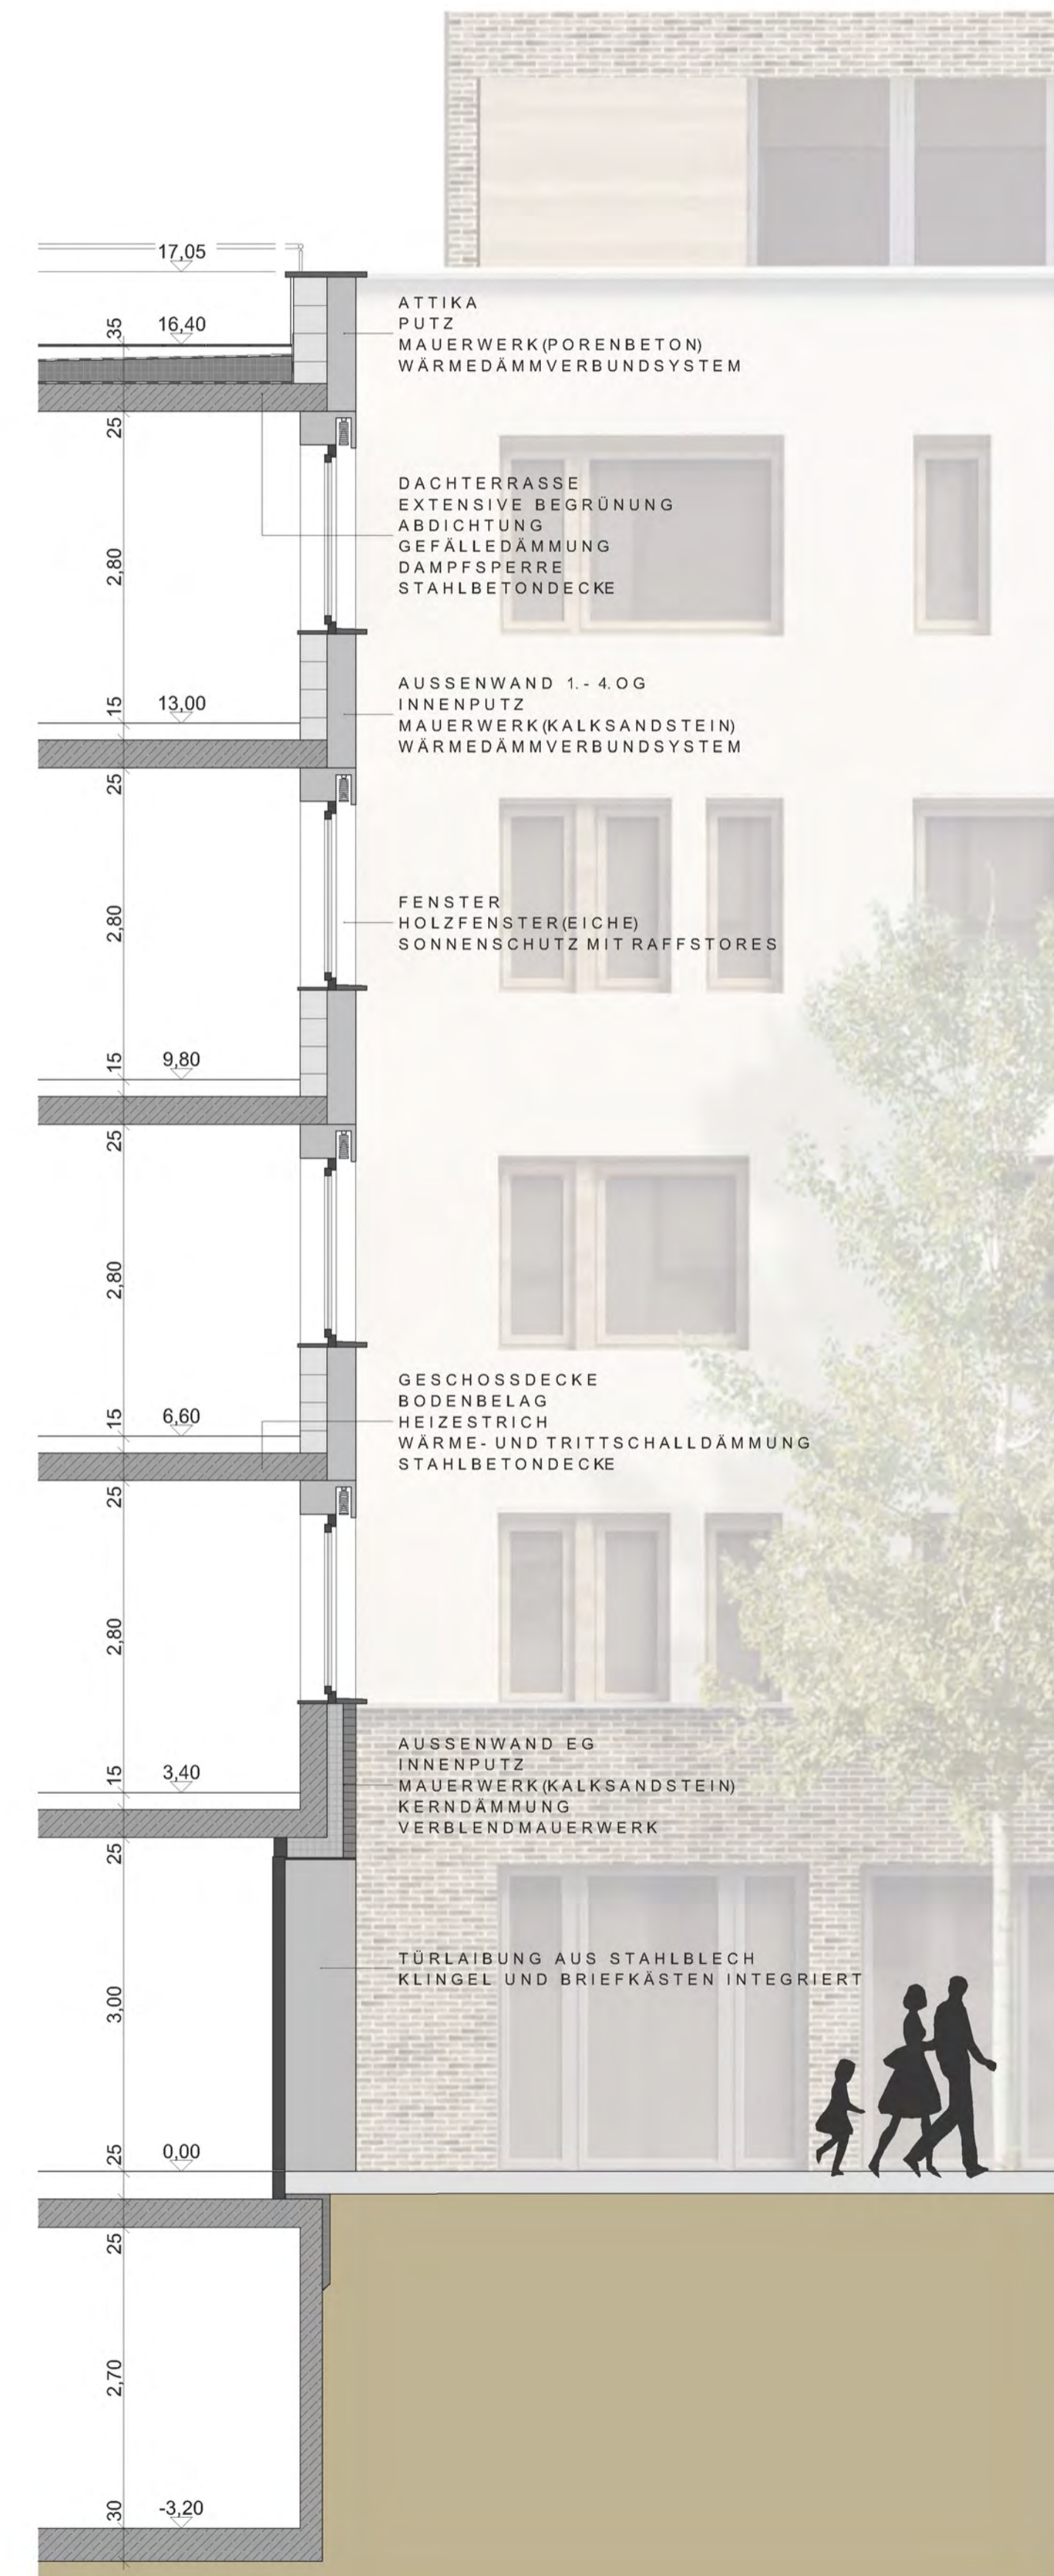 17,05
35
16,40
ATTIKA
PUTZ
MAUERWERK(PORENBETON)
WÄRMEDÄMMVERBUNDSYSTEM
25
2,80
DACHTERRASSE
EXTENSIVE BEGRÜNUNG
ABDICHTUNG
GEFÄLLEDÄMMUNG
DAMPFSPERRE
STAHLBETONDECKE
15
13,00
AUSSENWAND 1.- 4.OG
INNENPUTZ
MAUERWERK(KALKSANDSTEIN)
WÄRMEDÄMMVERBUNDSYSTEM
25
2,80
FENSTER
HOLZFENSTER(EICHE)
SONNENSCHUTZ MIT RAFFSTORES
15
9,80
25
2,80
15
6,60
GESCHOSSDECKE
BODENBELAG
HEIZESTRICH
WÄRME- UND TRITTSCHALLDÄMMUNG
STAHLBETONDECKE
25
2,80
15
3,40
AUSSENWAND EG
INNENPUTZ
MAUERWERK(KALKSANDSTEIN)
KERNDÄMMUNG
VERBLENDMAUERWERK
25
3,00
TÜRLAIBUNG AUS STAHLBLECH
KLINGEL UND BRIEFKÄSTEN INTEGRIERT
25
0,00
25
2,70
30
-3,20